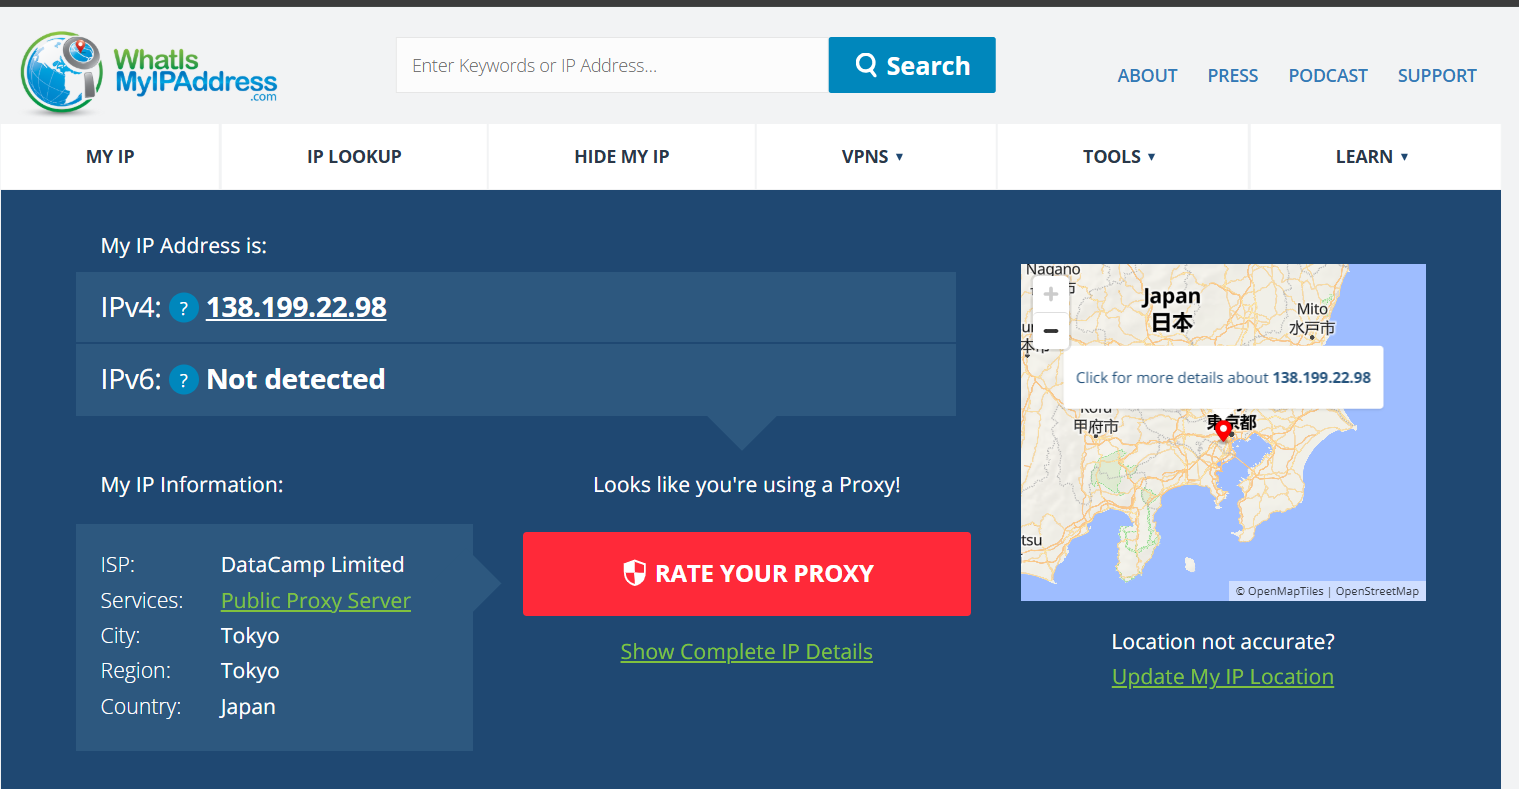 WhatIs
MyIPAddress
.com
Enter Keywords or IP Address...
Search
ABOUT PRESS PODCAST SUPPORT
MY IP IP LOOKUP HIDE MY IP VPNS ▼ TOOLS ▼ LEARN ▼
My IP Address is:
IPv4: ? 138.199.22.98
IPv6: ? Not detected
My IP Information:
ISP: DataCamp Limited
Services: Public Proxy Server
City: Tokyo
Region: Tokyo
Country: Japan
Looks like you're using a Proxy!
RATE YOUR PROXY
Show Complete IP Details
Nagano
+
−
Japan
日本
Mito
水戸市
Click for more details about 138.199.22.98
甲府市
東京都
© OpenMapTiles | OpenStreetMap
Location not accurate?
Update My IP Location